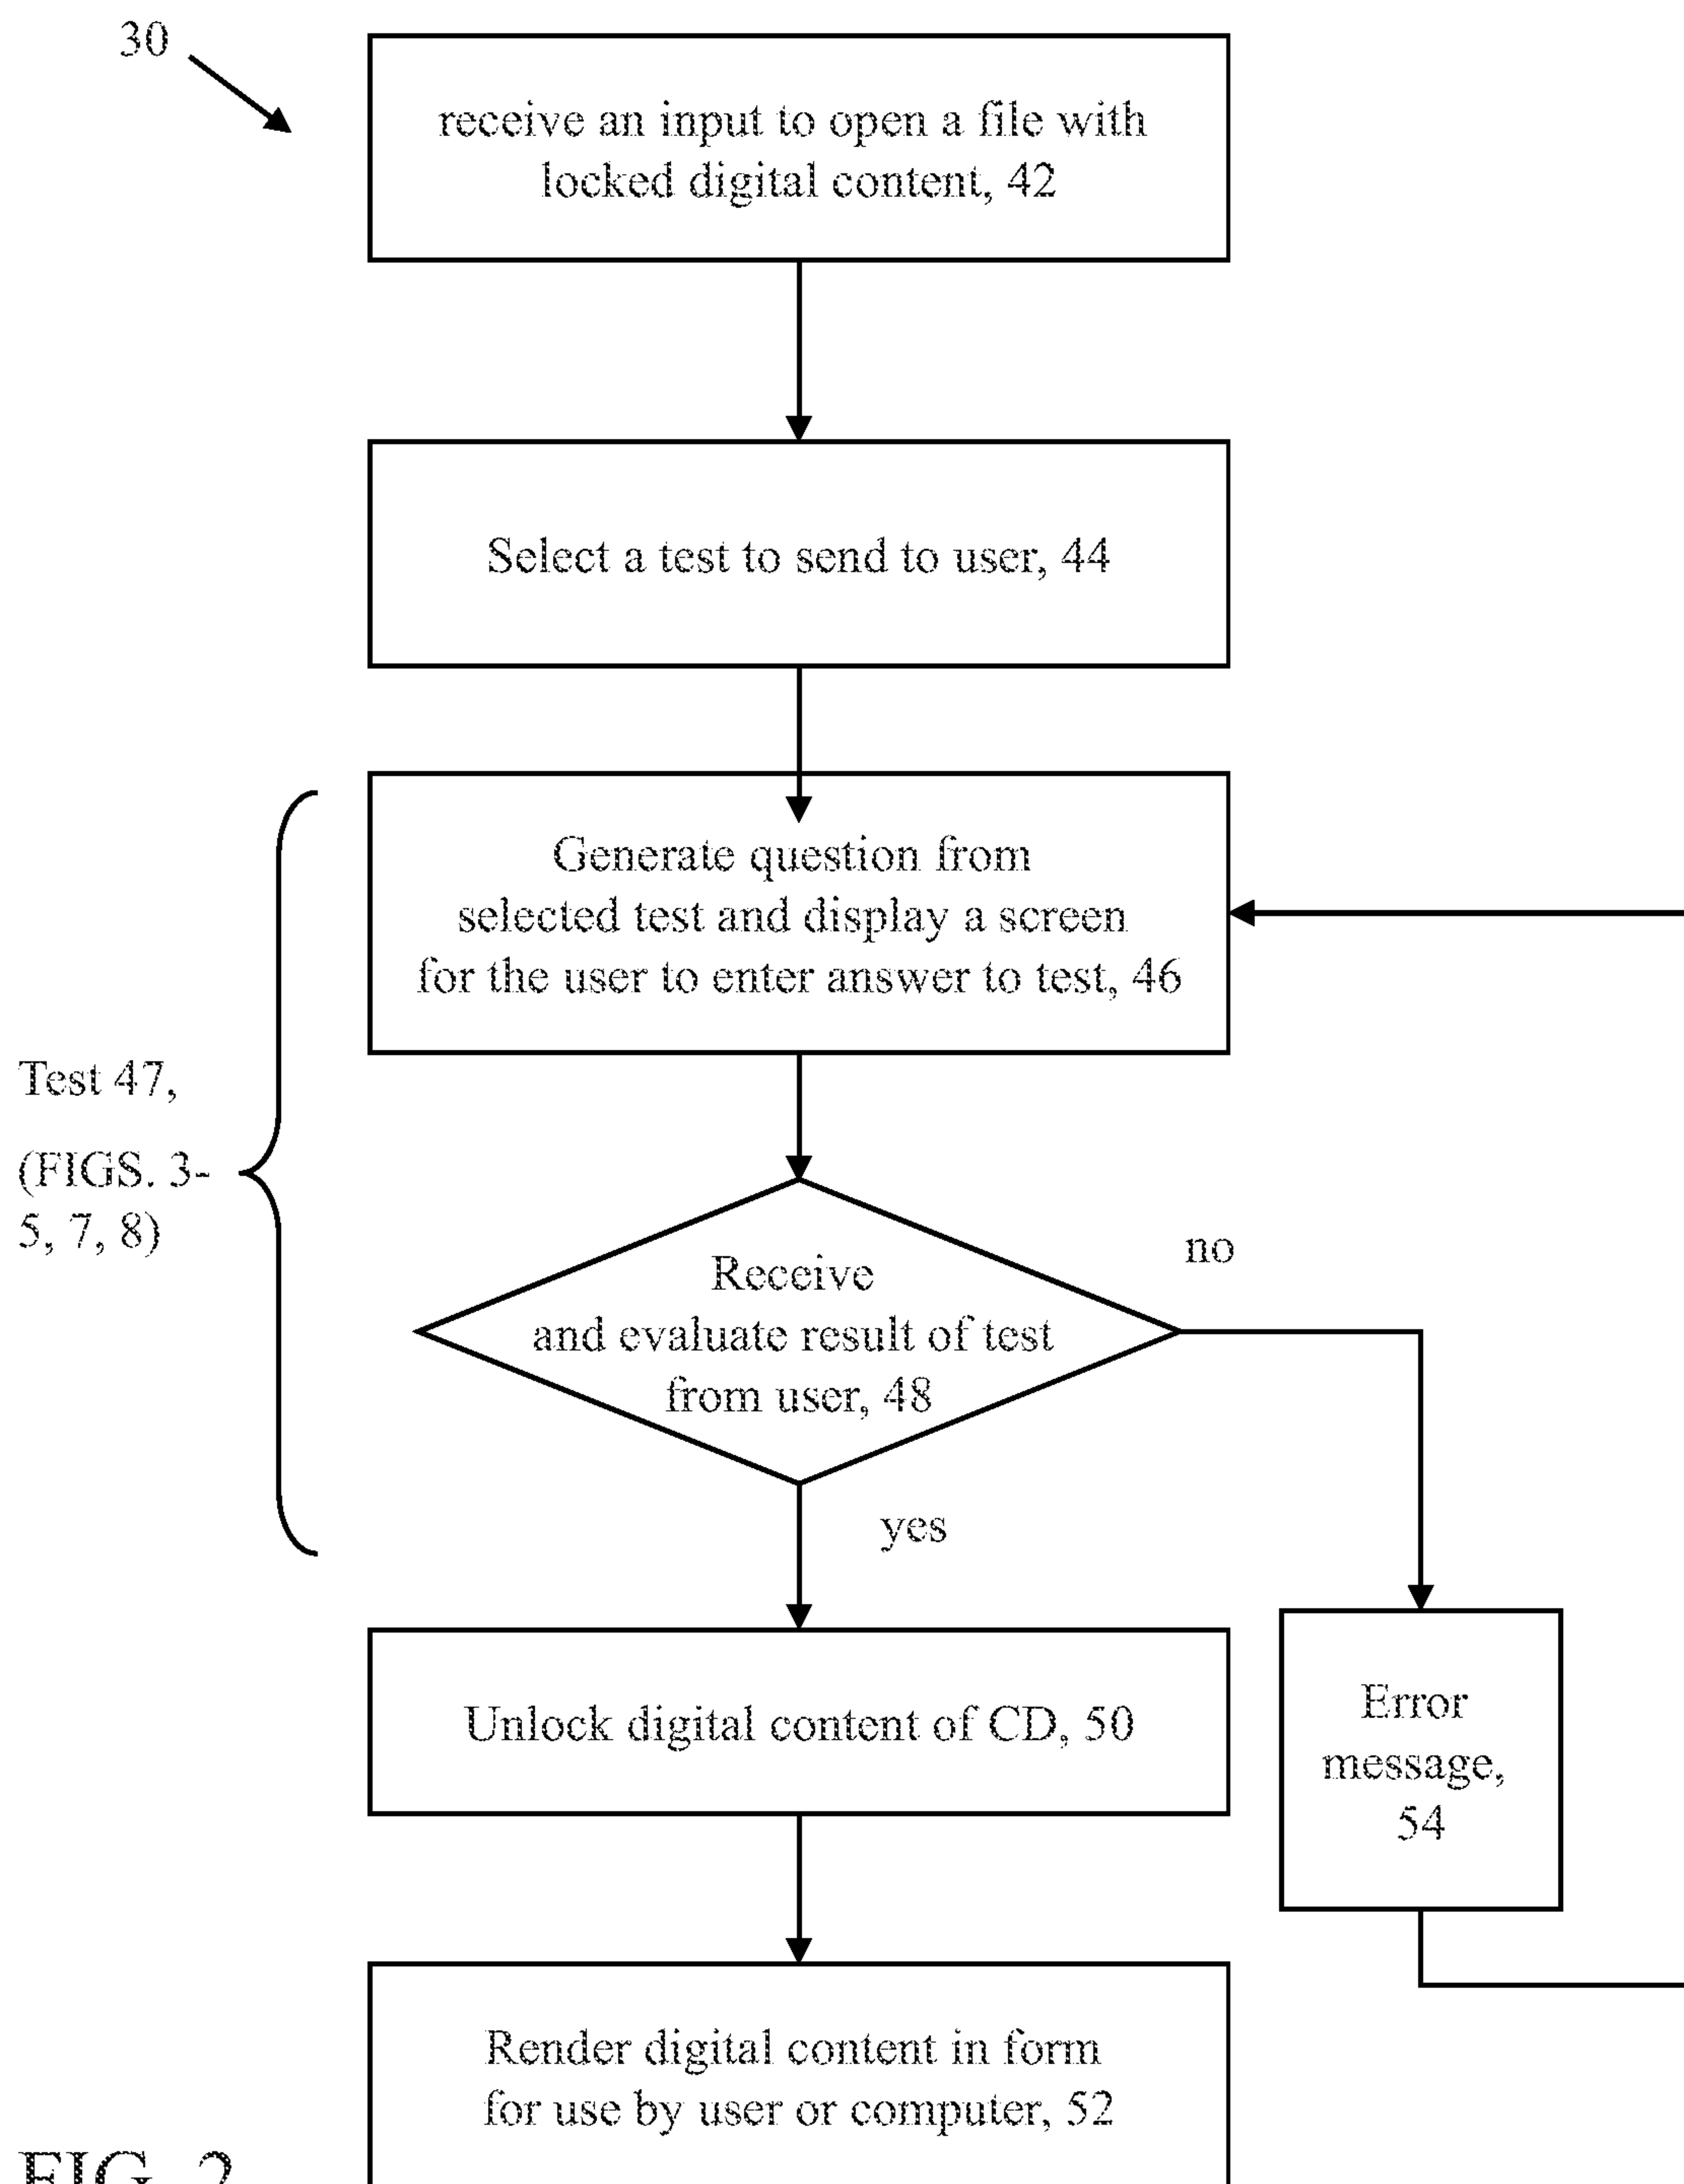 30
receive an input to open a file with
locked digital content, 42
Select a test to send to user, 44
Generate question from
selected test and display a screen
for the user to enter answer to test, 46
Test 47,
(FIGS. 3-
5, 7, 8)
Receive
and evaluate result of test
from user, 48
no
yes
Unlock digital content of CD, 50
Error
message,
54
Render digital content in form
for use by user or computer, 52
FIG. 2